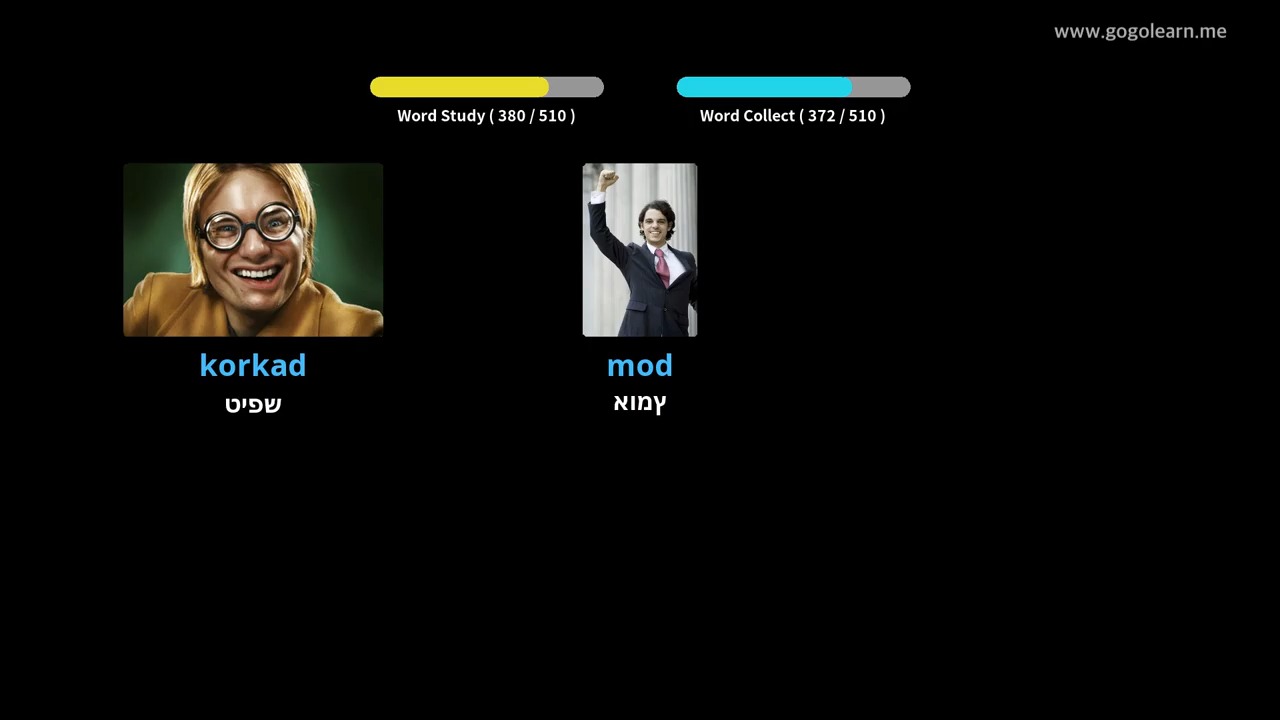 www.gogolearn.me
Word Study ( 380 / 510 )
Word Collect ( 372 / 510 )
korkad
שפיט
mod
ץמוא